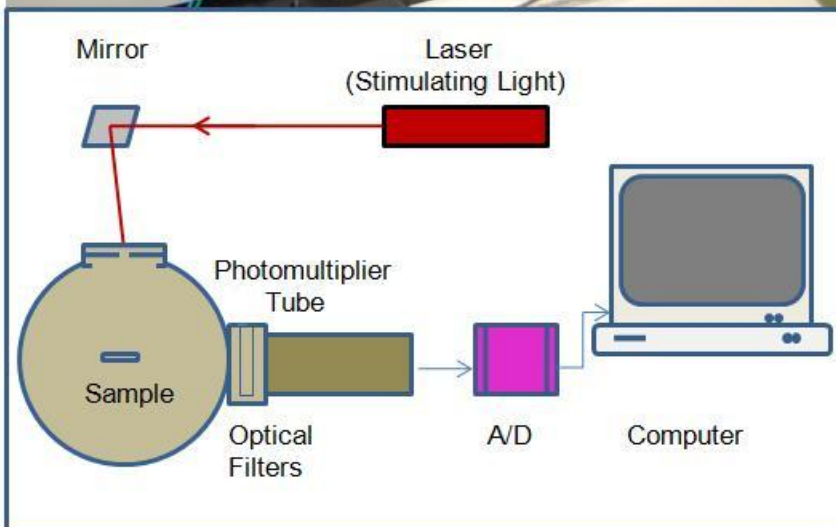 Mirror
Laser
(Stimulating Light)
Photomultiplier
Tube
Sample
Optical
Filters
A/D
Computer